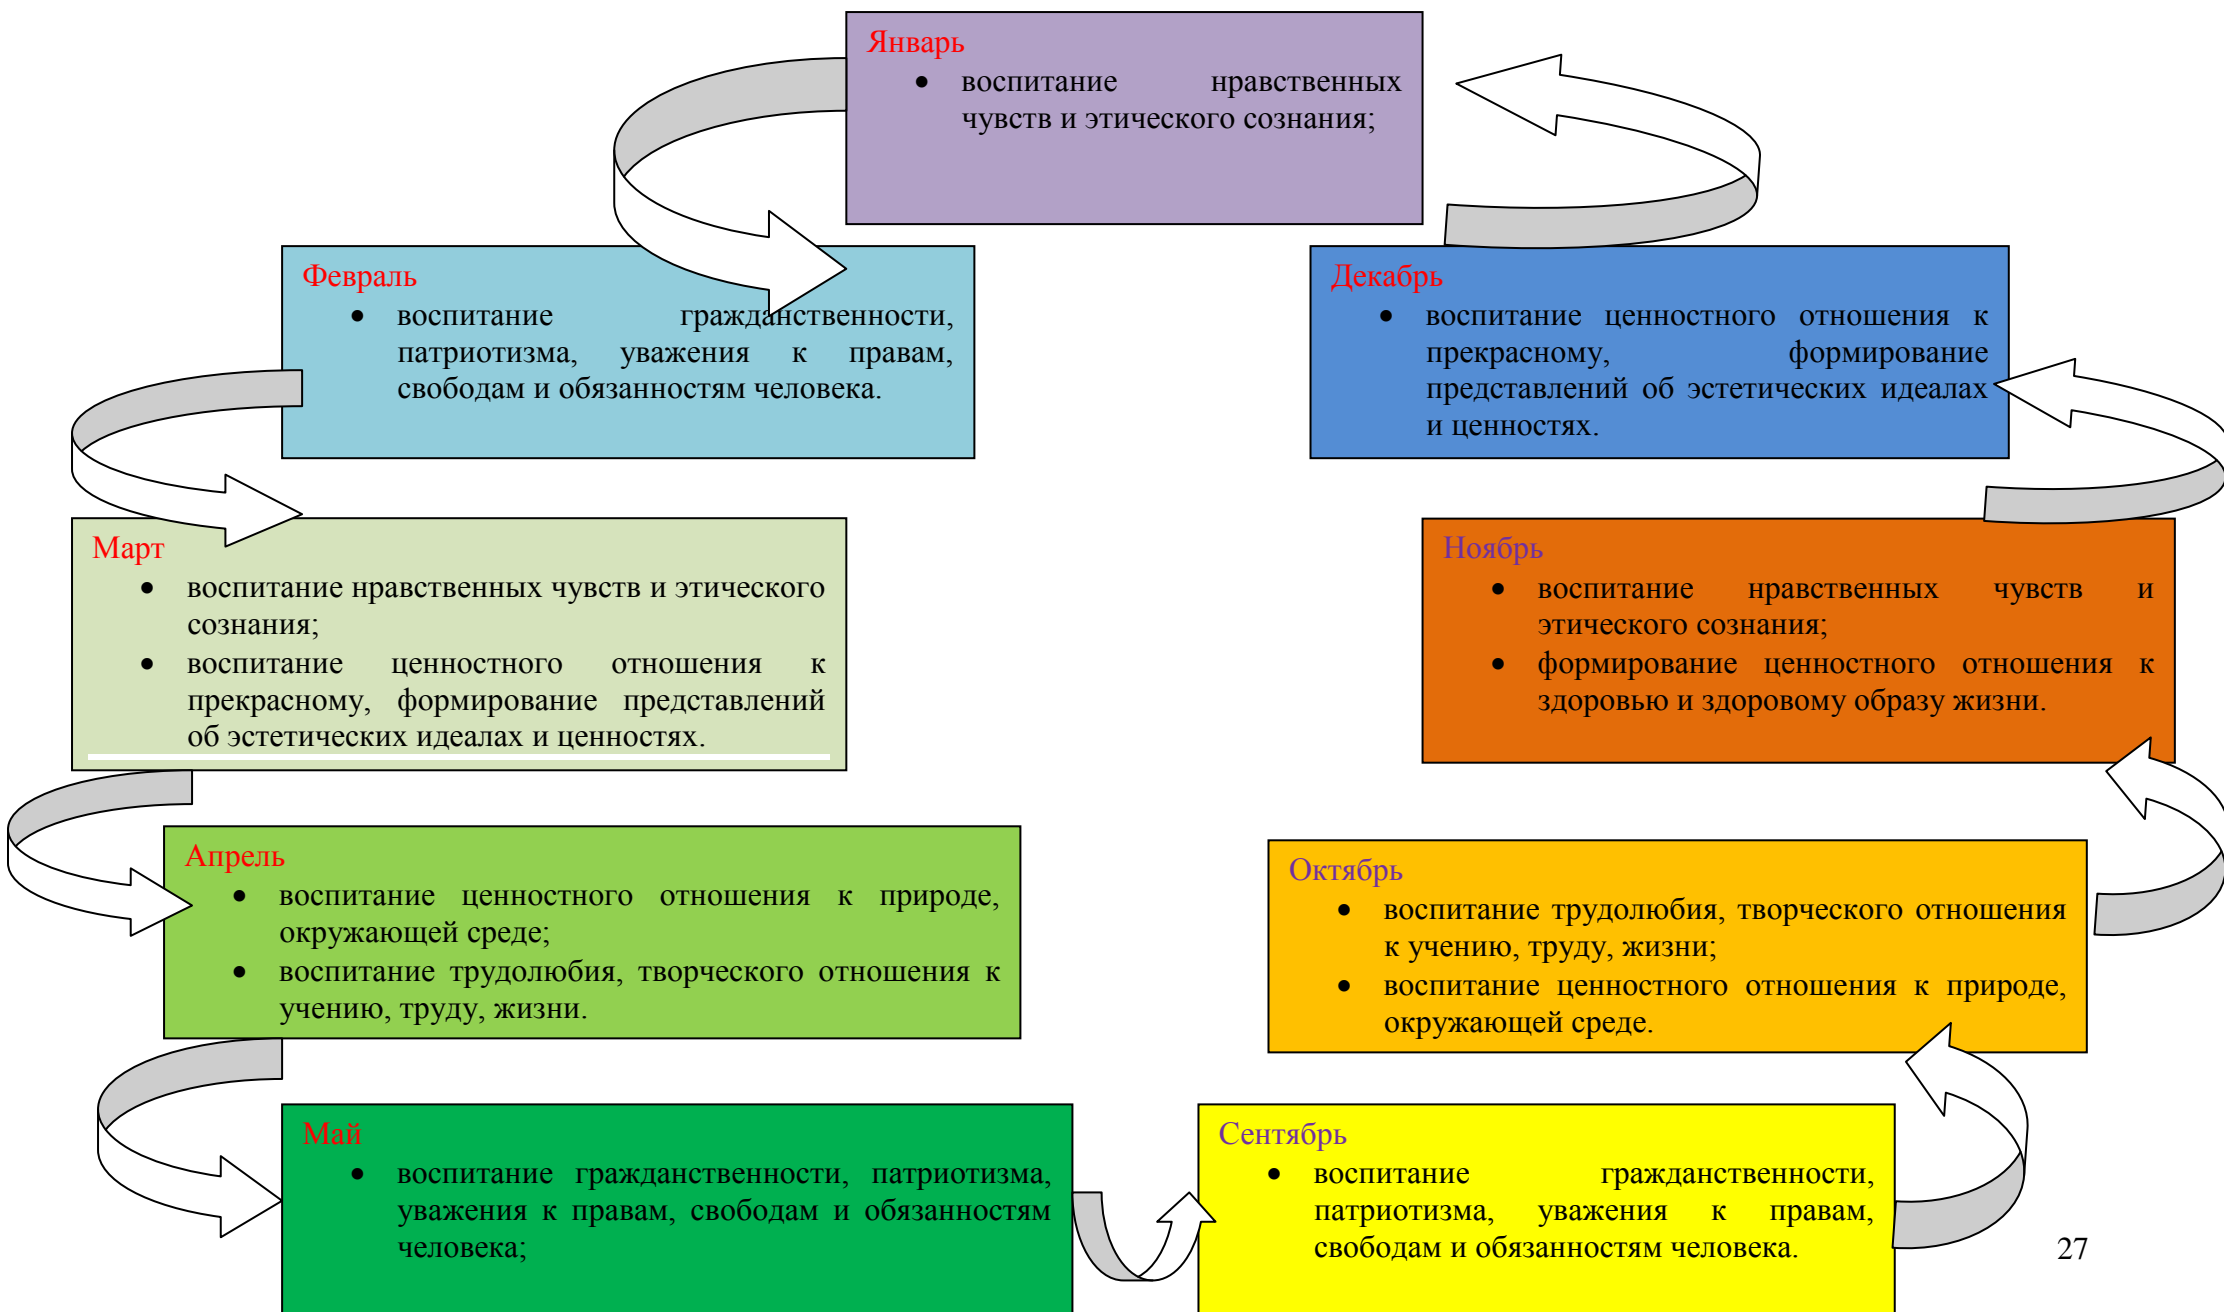 Январь
• воспитание нравственных
чувств и этического сознания;
Февраль
• воспитание гражданственности,
патриотизма, уважения к правам,
свободам и обязанностям человека.
Декабрь
• воспитание ценностного отношения к
прекрасному, формирование
представлений об эстетических идеалах
и ценностях.
Март
• воспитание нравственных чувств и этического
сознания;
• воспитание ценностного отношения к
прекрасному, формирование представлений
об эстетических идеалах и ценностях.
Ноябрь
• воспитание нравственных чувств и
этического сознания;
• формирование ценностного отношения к
здоровью и здоровому образу жизни.
Апрель
• воспитание ценностного отношения к природе,
окружающей среде;
• воспитание трудолюбия, творческого отношения к
учению, труду, жизни.
Октябрь
• воспитание трудолюбия, творческого отношения
к учению, труду, жизни;
• воспитание ценностного отношения к природе,
окружающей среде.
Май
• воспитание гражданственности, патриотизма,
уважения к правам, свободам и обязанностям
человека;
Сентябрь
• воспитание гражданственности,
патриотизма, уважения к правам,
свободам и обязанностям человека.
27